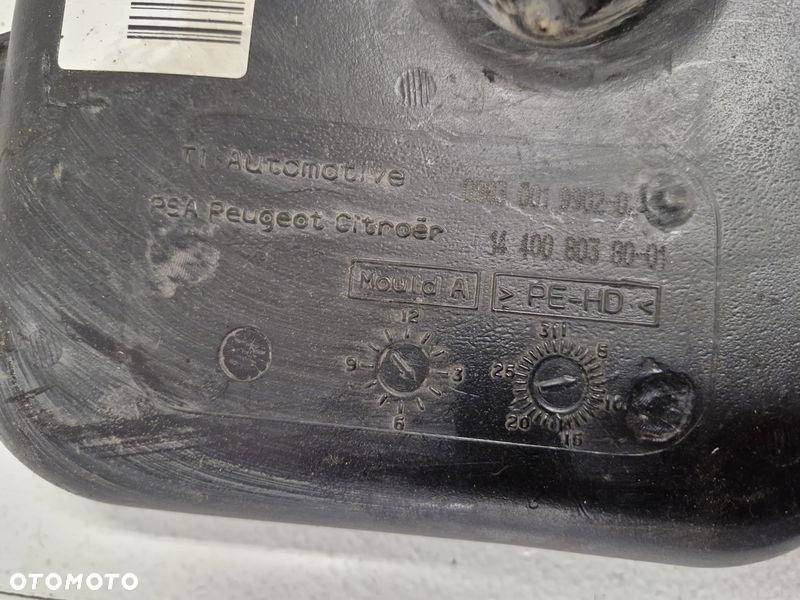 TI Automotive
PSA Peugeot Citroën
14 400 803 80-01
Mould A
> PE-HD <
12
3
6
9
311
5
10
15
20
25
OTOMOTO